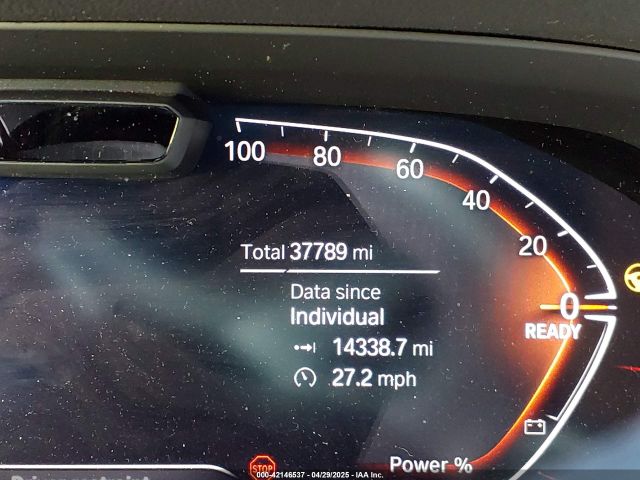 100 80 60 40 20
Total 37789 mi
Data since
Individual
14338.7 mi
27.2 mph
0
READY
Power %
STOP
000-42146537 - 04/29/2025 - IAA Inc.